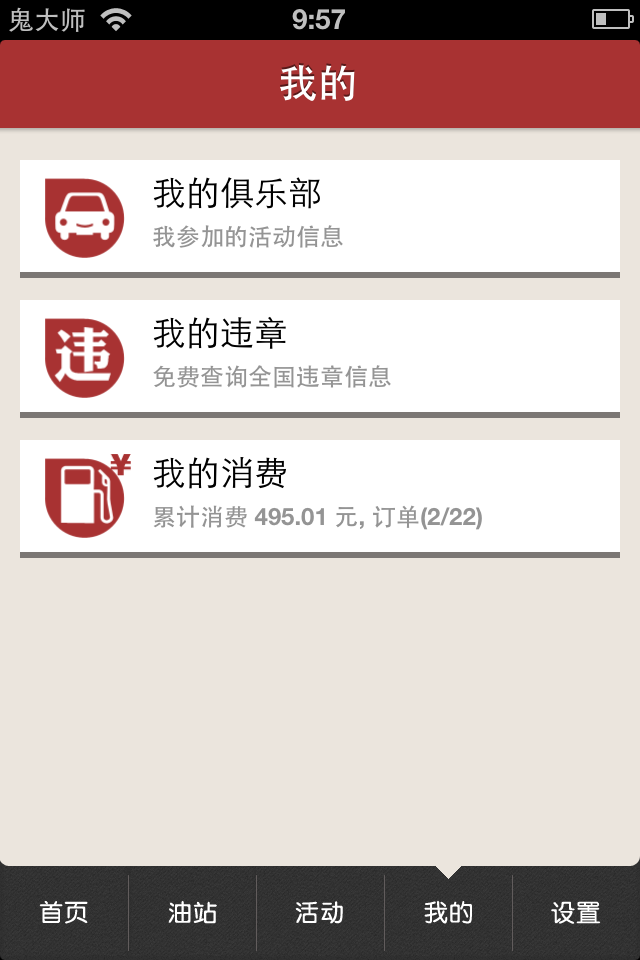 鬼大师 9:57
我的
我的俱乐部
我参加的活动信息
违
我的违章
免费查询全国违章信息
¥
我的消费
累计消费 495.01 元, 订单(2/22)
首页 油站 活动 我的 设置